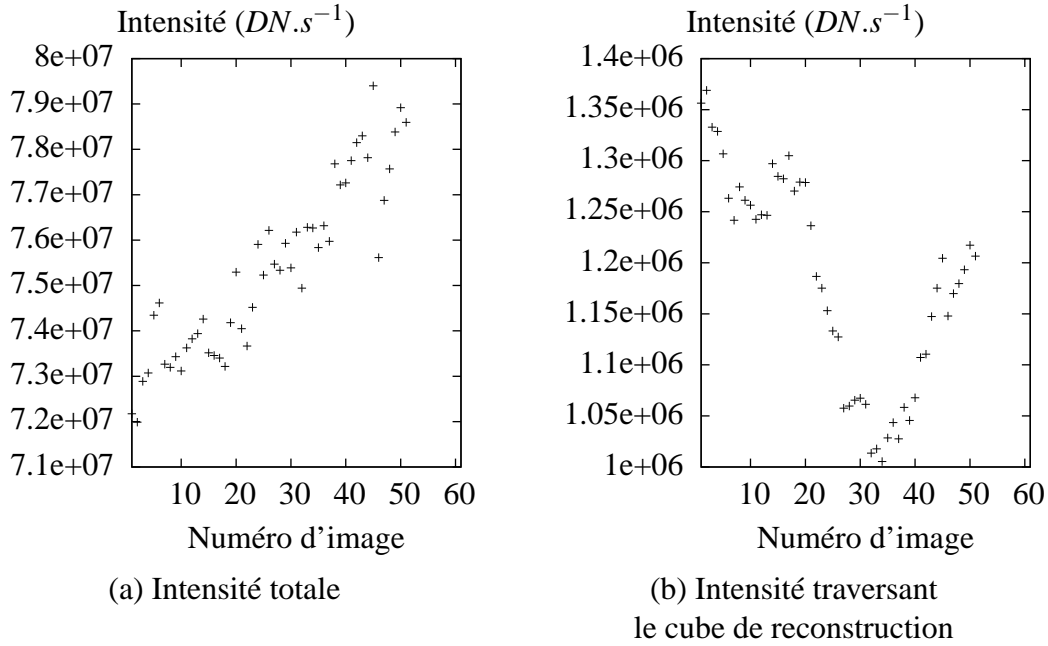 Intensité (DN.s⁻¹)
8e+07
7.9e+07
7.8e+07
7.7e+07
7.6e+07
7.5e+07
7.4e+07
7.3e+07
7.2e+07
7.1e+07
10 20 30 40 50 60
Numéro d'image
(a) Intensité totale
Intensité (DN.s⁻¹)
1.4e+06
1.35e+06
1.3e+06
1.25e+06
1.2e+06
1.15e+06
1.1e+06
1.05e+06
1e+06
10 20 30 40 50 60
Numéro d'image
(b) Intensité traversant
le cube de reconstruction